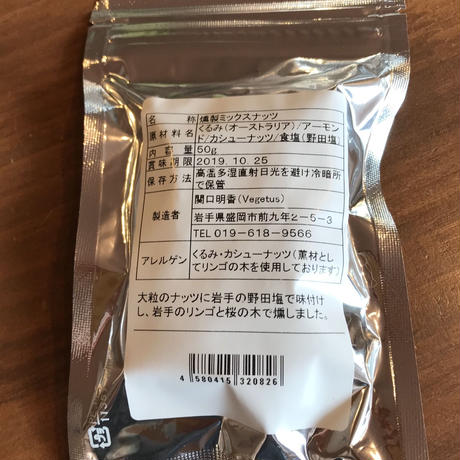 名 称 燻製ミックスナッツ
原材料名 くるみ(オーストラリア)/アーモンド/カシューナッツ/食塩(野田塩)
内 容 量 50g
賞味期限 2019.10.25
保存方法 高温多湿直射日光を避け冷暗所で保管
製造者 関口明香(Vegetus)
岩手県盛岡市前九年2-5-3
TEL 019-618-9566
アレルゲン くるみ・カシューナッツ(薫材としてリンゴの木を使用しております)
大粒のナッツに岩手の野田塩で味付け
し、岩手のリンゴと桜の木で燻しました。
4 580415 320826